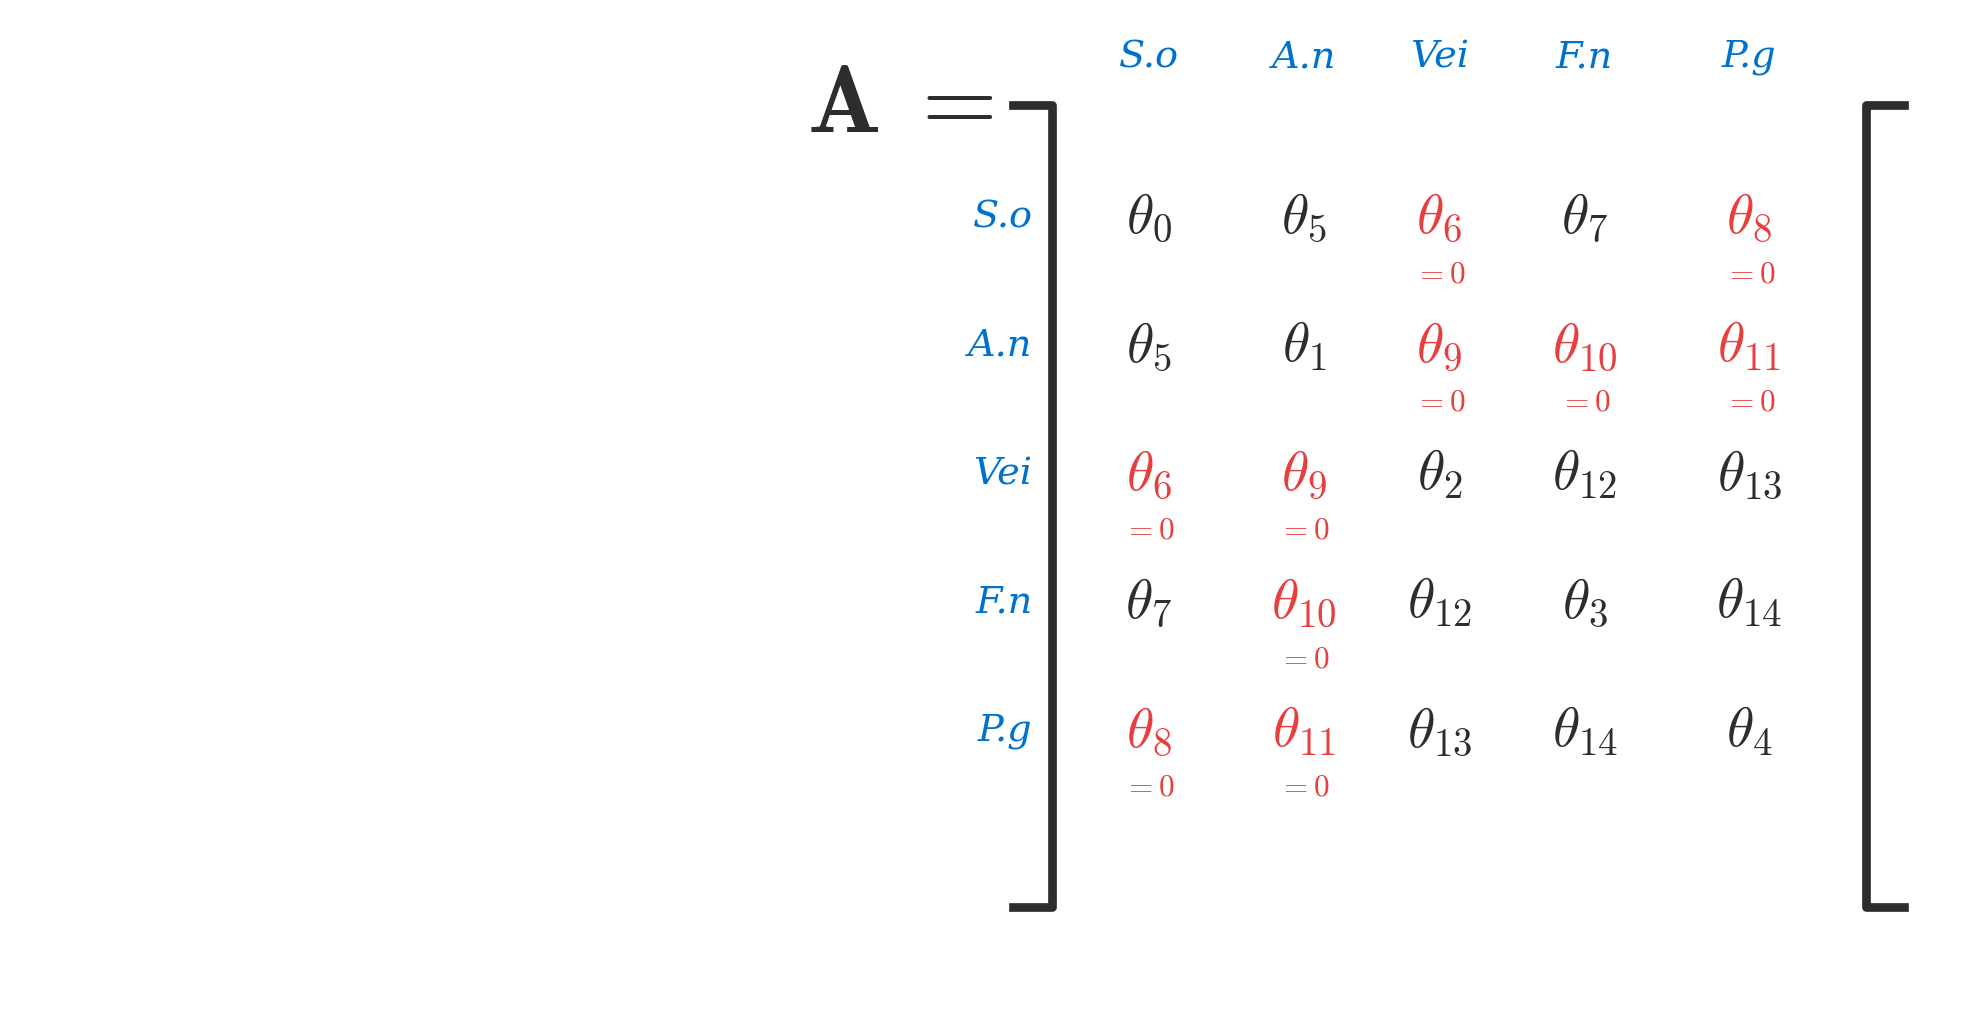 S.o A.n Vei F.n P.g
𝐀 =
S.o θ₀ θ₅ θ₆ θ₇ θ₈
=0 =0
A.n θ₅ θ₁ θ₉ θ₁₀ θ₁₁
=0 =0 =0
Vei θ₆ θ₉ θ₂ θ₁₂ θ₁₃
=0 =0
F.n θ₇ θ₁₀ θ₁₂ θ₃ θ₁₄
=0
P.g θ₈ θ₁₁ θ₁₃ θ₁₄ θ₄
=0 =0